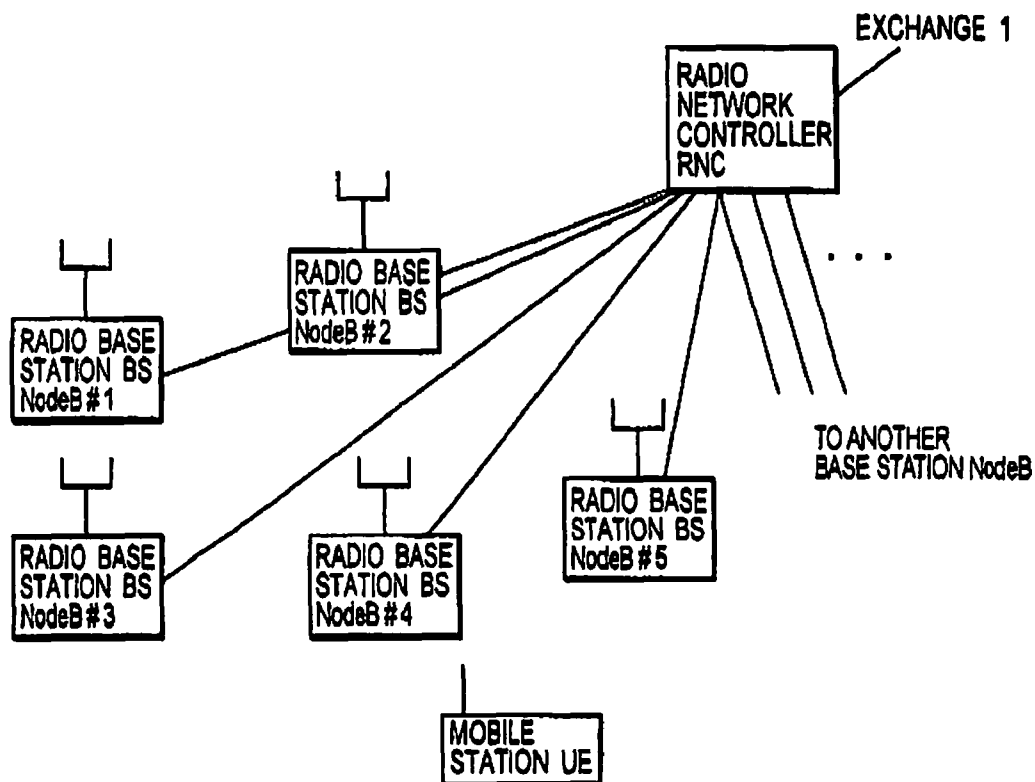 EXCHANGE 1
RADIO
NETWORK
CONTROLLER
RNC
RADIO BASE
STATION BS
NodeB#2
RADIO BASE
STATION BS
NodeB#1
. . .
TO ANOTHER
BASE STATION NodeB
RADIO BASE
STATION BS
NodeB#5
RADIO BASE
STATION BS
NodeB#3
RADIO BASE
STATION BS
NodeB#4
MOBILE
STATION UE